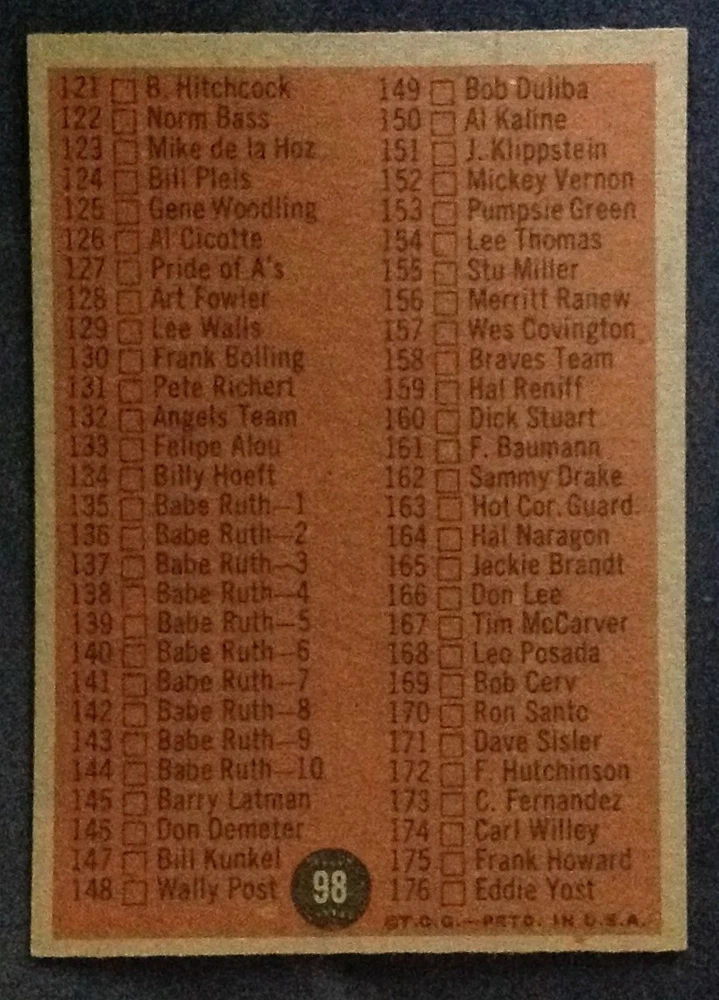 121 B. Hitchcock
122 Norm Bass
123 Mike de la Hoz
124 Bill Pleis
125 Gene Woodling
126 Al Cicotte
127 Pride of A's
128 Art Fowler
129 Lee Walls
130 Frank Bolling
131 Pete Richert
132 Angels Team
133 Felipe Alou
134 Billy Hoeft
135 Babe Ruth—1
136 Babe Ruth—2
137 Babe Ruth—3
138 Babe Ruth—4
139 Babe Ruth—5
140 Babe Ruth—6
141 Babe Ruth—7
142 Babe Ruth—8
143 Babe Ruth—9
144 Babe Ruth—10
145 Barry Latman
146 Don Demeter
147 Bill Kunkel
148 Wally Post
98
149 Bob Duliba
150 Al Kaline
151 J. Klippstein
152 Mickey Vernon
153 Pumpsie Green
154 Lee Thomas
155 Stu Miller
156 Merritt Ranew
157 Wes Covington
158 Braves Team
159 Hal Reniff
160 Dick Stuart
161 F. Baumann
162 Sammy Drake
163 Hot Cor. Guard.
164 Hal Naragon
165 Jackie Brandt
166 Don Lee
167 Tim McCarver
168 Leo Posada
169 Bob Cerv
170 Ron Santo
171 Dave Sisler
172 F. Hutchinson
173 C. Fernandez
174 Carl Willey
175 Frank Howard
176 Eddie Yost
©T.C.G.—PRTD. IN U.S.A.